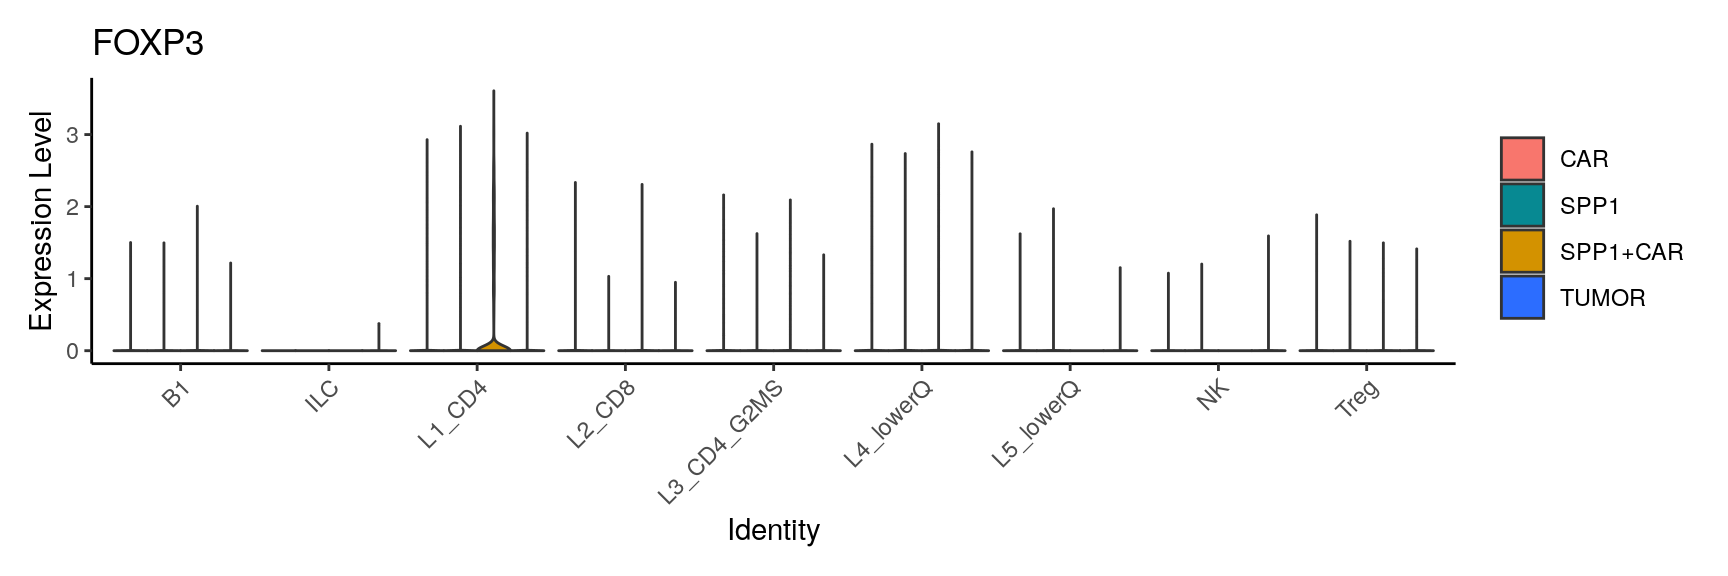 FOXP3
Expression Level
3
2
1
0
B1
ILC
L1_CD4
L2_CD8
L3_CD4_G2MS
L4_lowerQ
L5_lowerQ
NK
Treg
Identity
CAR
SPP1
SPP1+CAR
TUMOR